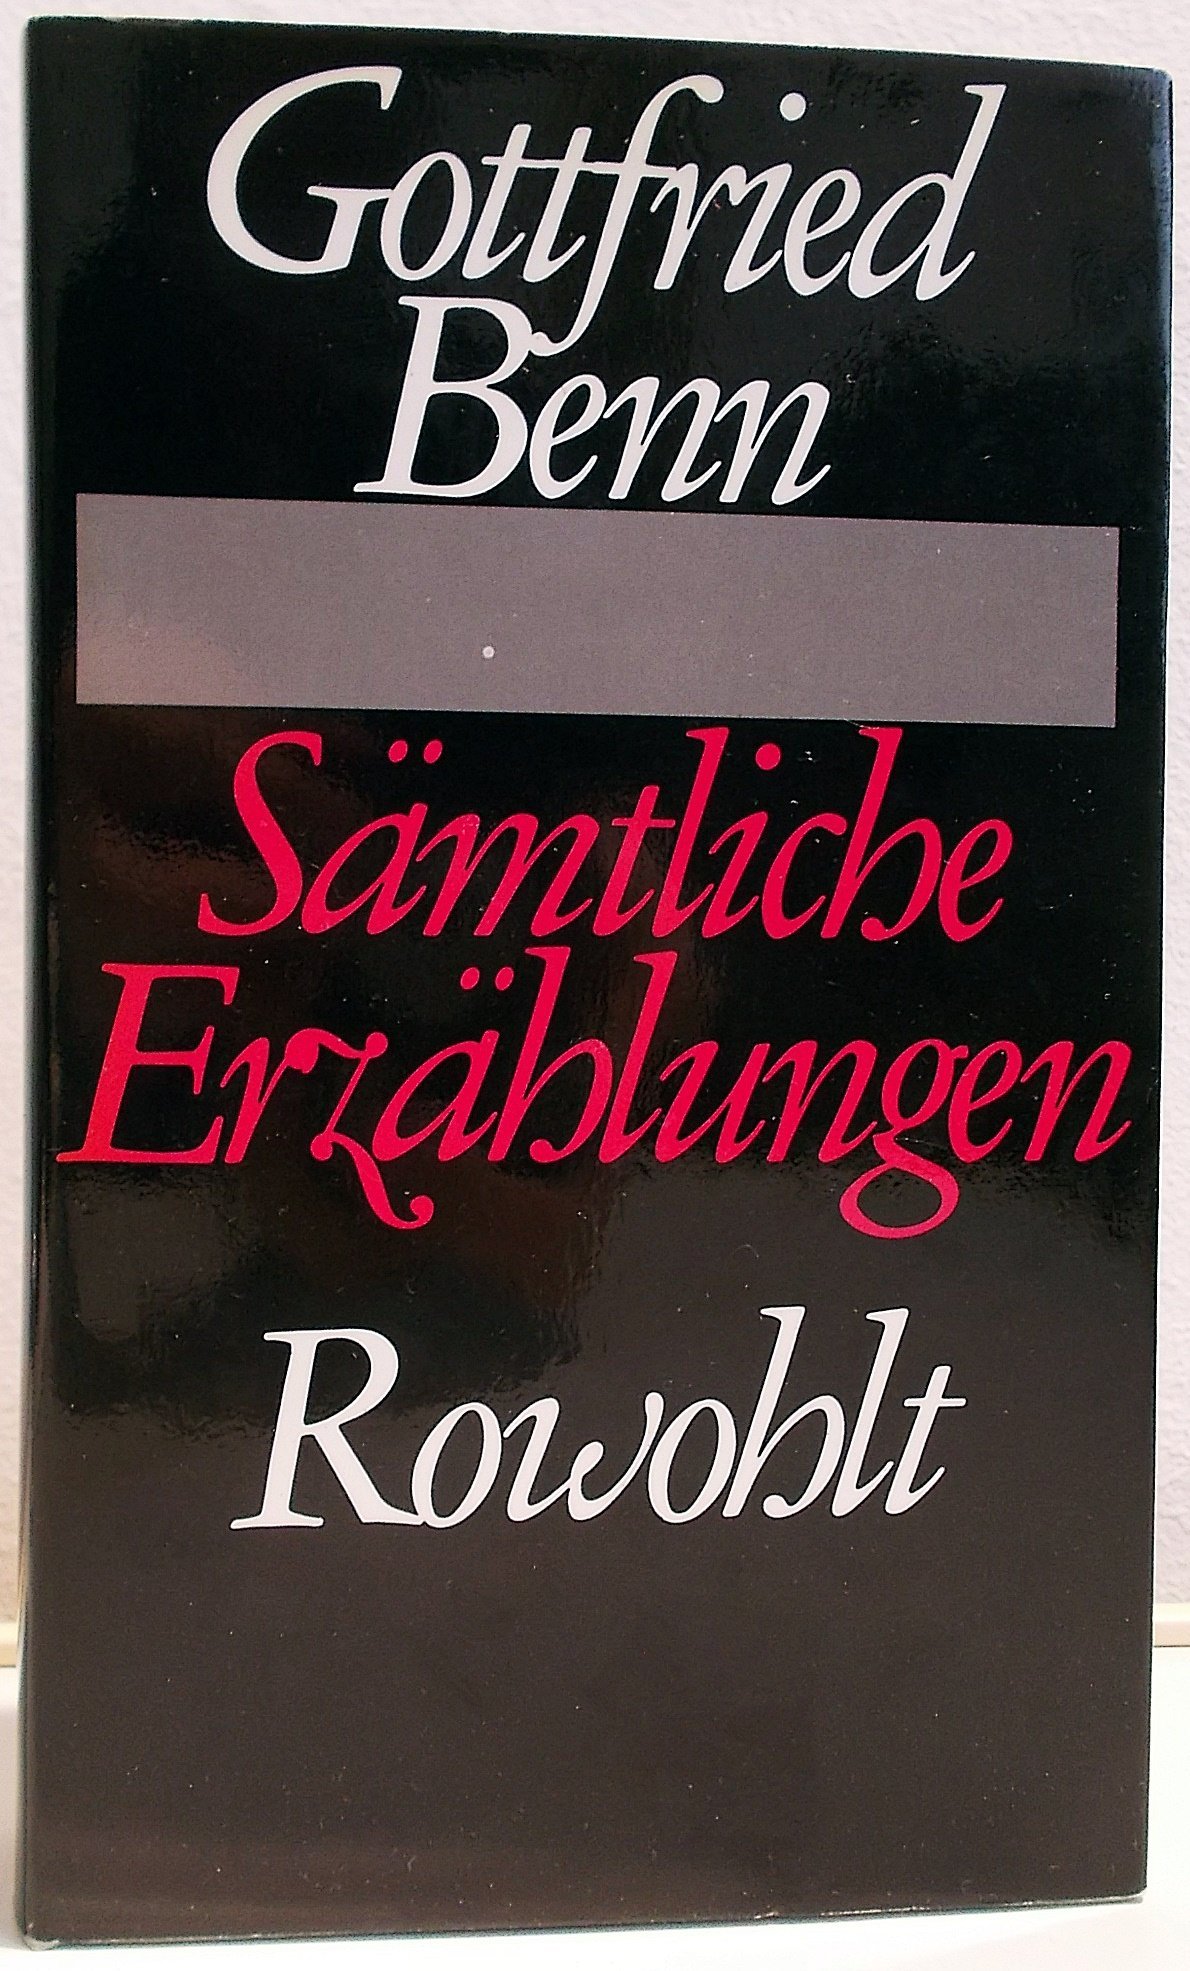 Gottfried
Benn
Sämtliche
Erzählungen
Rowohlt